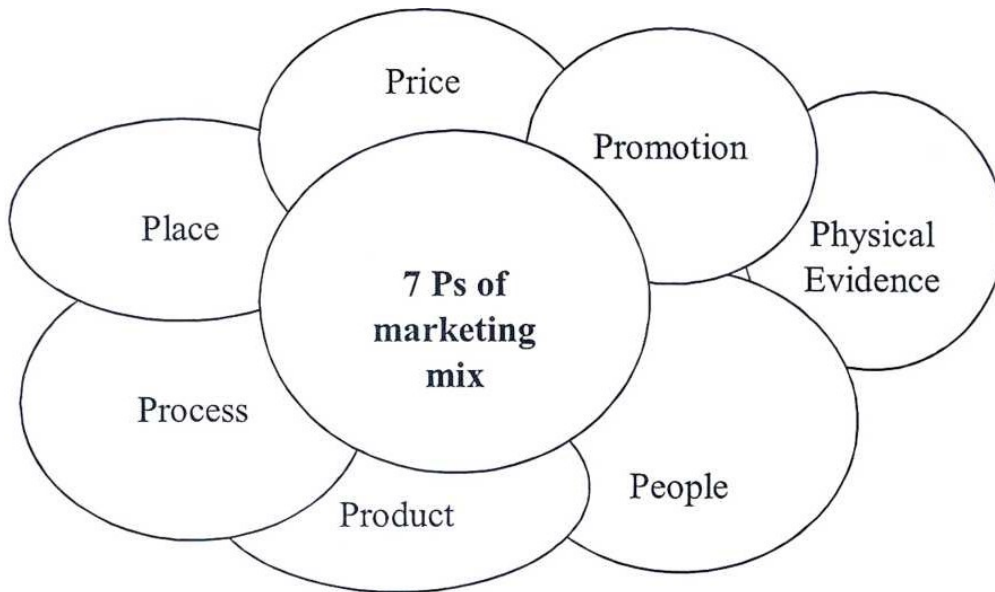 Price
Promotion
Place
Physical
Evidence
7 Ps of
marketing
mix
Process
People
Product